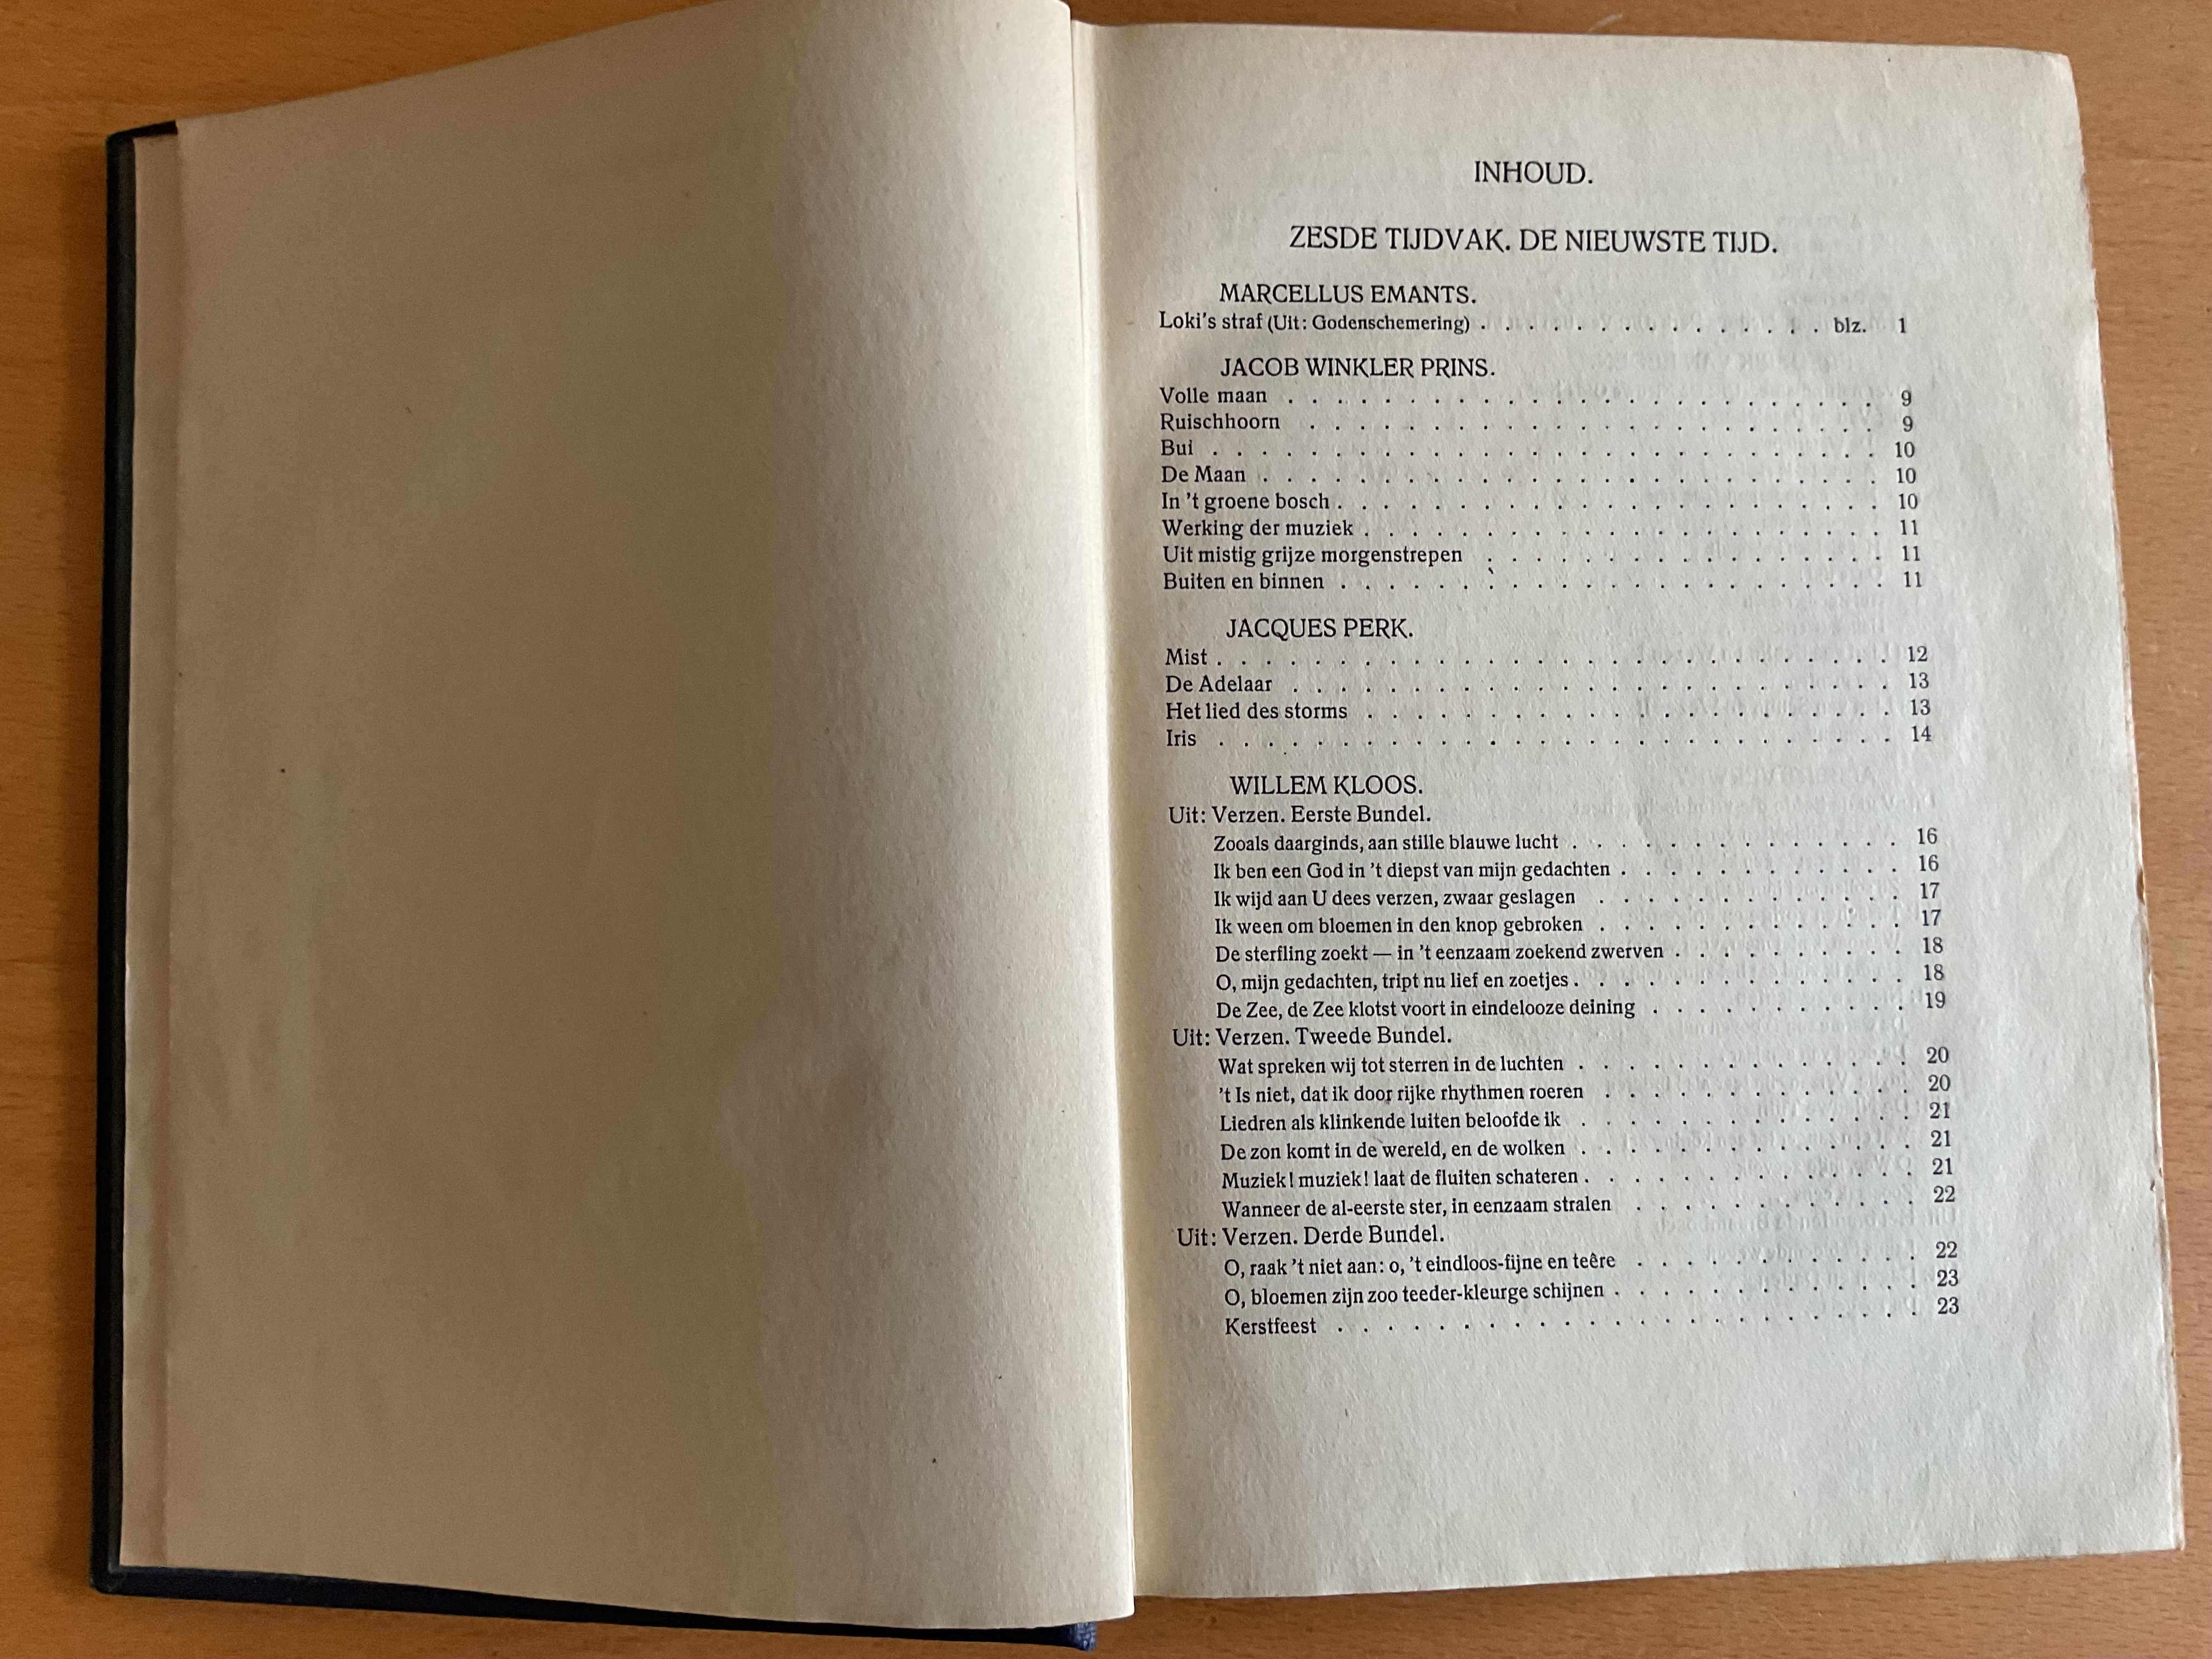 INHOUD.
ZESDE TIJDVAK. DE NIEUWSTE TIJD.
MARCELLUS EMANTS.
Loki's straf (Uit: Godenschemering) . . . . . . . . . . . . . . blz. 1
JACOB WINKLER PRINS.
Volle maan . . . . . . . . . . . . . . . . . . . . . . . . 9
Ruischhoorn . . . . . . . . . . . . . . . . . . . . . . . 9
Bui . . . . . . . . . . . . . . . . . . . . . . . . . . . 10
De Maan . . . . . . . . . . . . . . . . . . . . . . . . . 10
In 't groene bosch . . . . . . . . . . . . . . . . . . . . . . 10
Werking der muziek . . . . . . . . . . . . . . . . . . . . . 11
Uit mistig grijze morgenstrepen . . . . . . . . . . . . . . . . 11
Buiten en binnen . . . . . . . . . . . . . . . . . . . . . . 11
JACQUES PERK.
Mist . . . . . . . . . . . . . . . . . . . . . . . . . . . 12
De Adelaar . . . . . . . . . . . . . . . . . . . . . . . . 13
Het lied des storms . . . . . . . . . . . . . . . . . . . . . 13
Iris . . . . . . . . . . . . . . . . . . . . . . . . . . . 14
WILLEM KLOOS.
Uit: Verzen. Eerste Bundel.
Zooals daarginds, aan stille blauwe lucht . . . . . . . . . . . . . 16
Ik ben een God in 't diepst van mijn gedachten . . . . . . . . . . . 16
Ik wijd aan U dees verzen, zwaar geslagen . . . . . . . . . . . . 17
Ik ween om bloemen in den knop gebroken . . . . . . . . . . . . 17
De sterfling zoekt — in 't eenzaam zoekend zwerven . . . . . . . . . 18
O, mijn gedachten, tript nu lief en zoetjes . . . . . . . . . . . . . 18
De Zee, de Zee klotst voort in eindelooze deining . . . . . . . . . . 19
Uit: Verzen. Tweede Bundel.
Wat spreken wij tot sterren in de luchten . . . . . . . . . . . . . 20
't Is niet, dat ik door rijke rhythmen roeren . . . . . . . . . . . . 20
Liedren als klinkende luiten beloofde ik . . . . . . . . . . . . . 21
De zon komt in de wereld, en de wolken . . . . . . . . . . . . . 21
Muziek! muziek! laat de fluiten schateren . . . . . . . . . . . . . 21
Wanneer de al-eerste ster, in eenzaam stralen . . . . . . . . . . . 22
Uit: Verzen. Derde Bundel.
O, raak 't niet aan: o, 't eindloos-fijne en teêre . . . . . . . . . . . 22
O, bloemen zijn zoo teeder-kleurge schijnen . . . . . . . . . . . . 23
Kerstfeest . . . . . . . . . . . . . . . . . . . . . . . 23